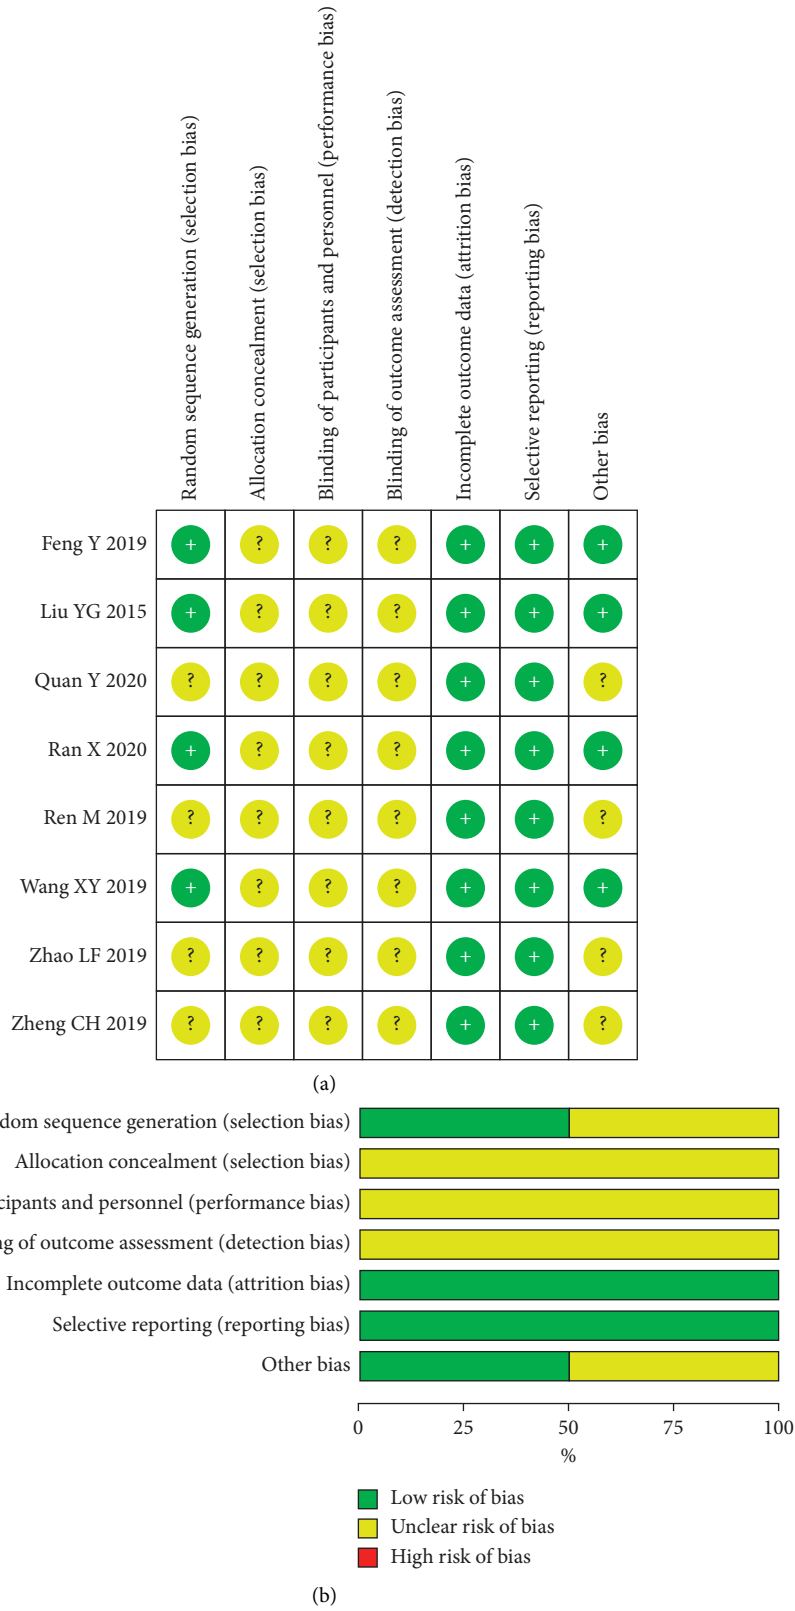 Random sequence generation (selection bias)
Allocation concealment (selection bias)
Blinding of participants and personnel (performance bias)
Blinding of outcome assessment (detection bias)
Incomplete outcome data (attrition bias)
Selective reporting (reporting bias)
Other bias
Feng Y 2019 + ? ? ? + + +
Liu YG 2015 + ? ? ? + + +
Quan Y 2020 ? ? ? ? + + ?
Ran X 2020 + ? ? ? + + +
Ren M 2019 ? ? ? ? + + ?
Wang XY 2019 + ? ? ? + + +
Zhao LF 2019 ? ? ? ? + + ?
Zheng CH 2019 ? ? ? ? + + ?
(a)
dom sequence generation (selection bias)
Allocation concealment (selection bias)
cipants and personnel (performance bias)
ng of outcome assessment (detection bias)
Incomplete outcome data (attrition bias)
Selective reporting (reporting bias)
Other bias
0 25 50 75 100
%
Low risk of bias
Unclear risk of bias
High risk of bias
(b)